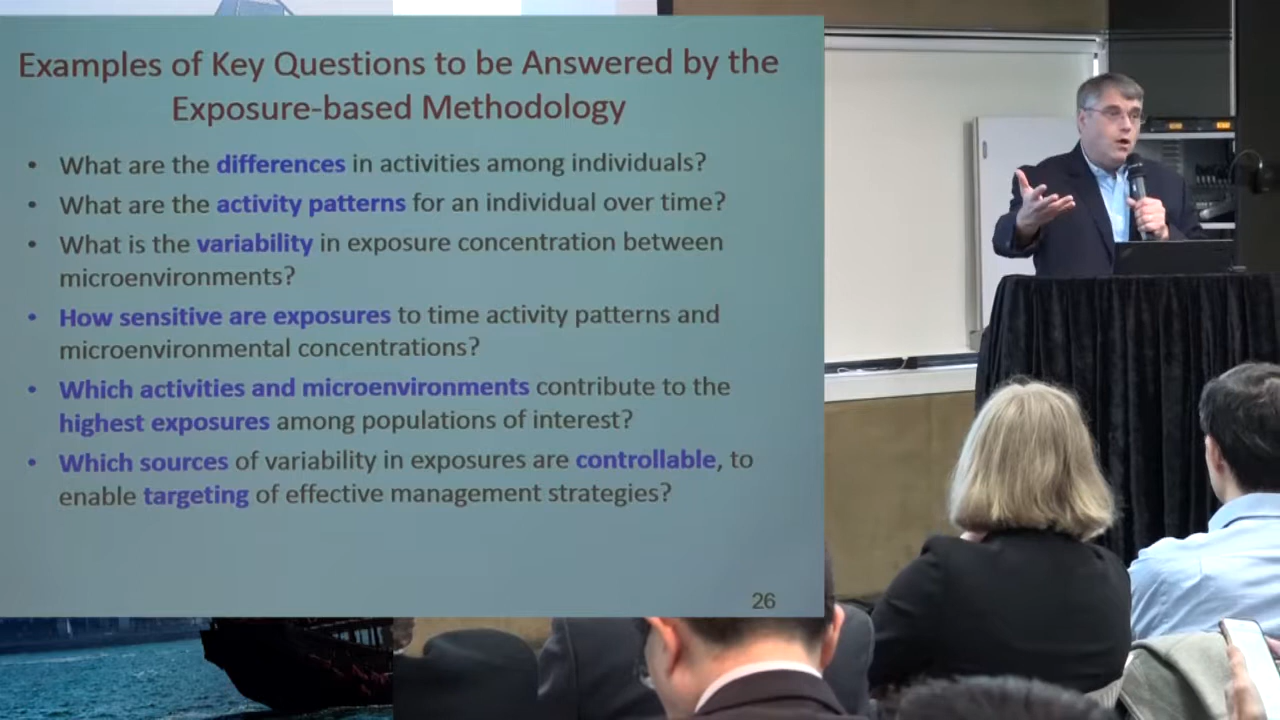 Examples of Key Questions to be Answered by the
Exposure-based Methodology
• What are the differences in activities among individuals?
• What are the activity patterns for an individual over time?
• What is the variability in exposure concentration between
microenvironments?
• How sensitive are exposures to time activity patterns and
microenvironmental concentrations?
• Which activities and microenvironments contribute to the
highest exposures among populations of interest?
• Which sources of variability in exposures are controllable, to
enable targeting of effective management strategies?
26